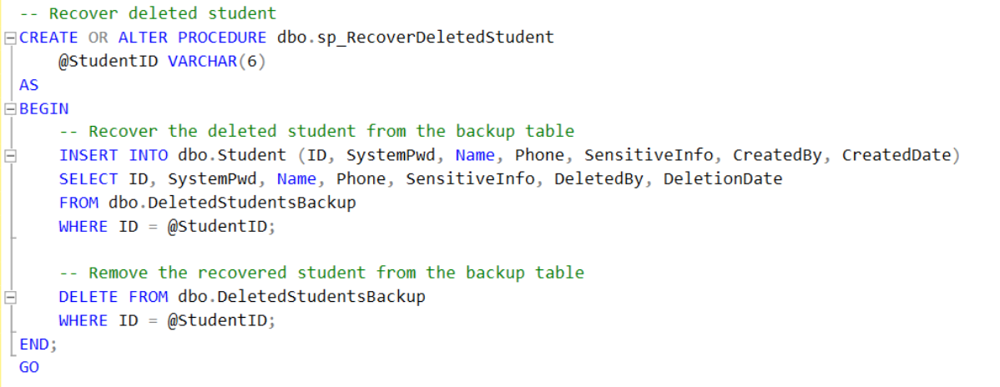 -- Recover deleted student
CREATE OR ALTER PROCEDURE dbo.sp_RecoverDeletedStudent
    @StudentID VARCHAR(6)
AS
BEGIN
    -- Recover the deleted student from the backup table
    INSERT INTO dbo.Student (ID, SystemPwd, Name, Phone, SensitiveInfo, CreatedBy, CreatedDate)
    SELECT ID, SystemPwd, Name, Phone, SensitiveInfo, DeletedBy, DeletionDate
    FROM dbo.DeletedStudentsBackup
    WHERE ID = @StudentID;

    -- Remove the recovered student from the backup table
    DELETE FROM dbo.DeletedStudentsBackup
    WHERE ID = @StudentID;
END;
GO